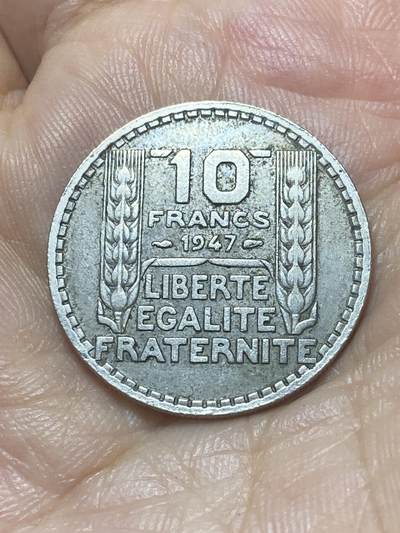 10
FRANCS
1947
LIBERTE
EGALITE
FRATERNITE